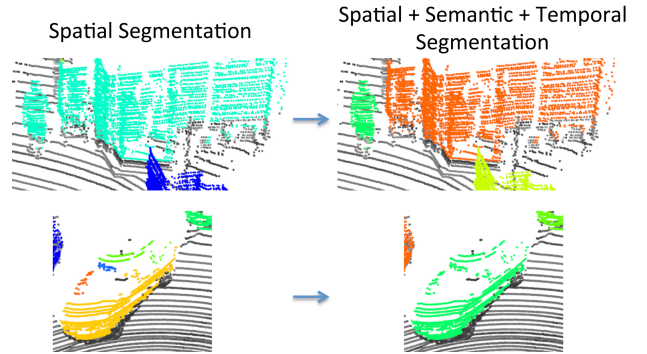 Spatial Segmentation
Spatial + Semantic + Temporal
Segmentation